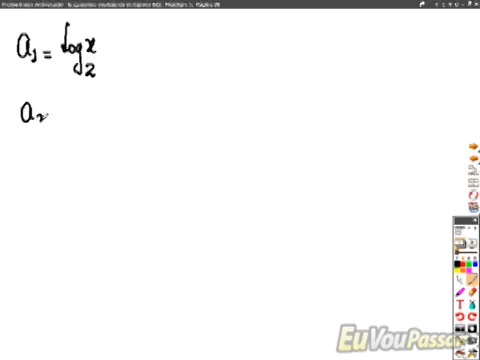 a₁ = log₂ x
a₂
EuVouPassar